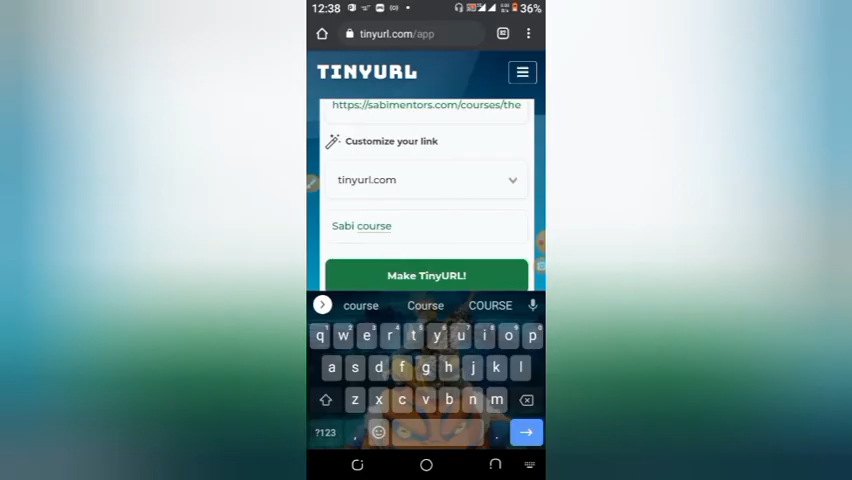 12:38 36%
tinyurl.com/app
TINYURL
https://sabimentors.com/courses/the
Customize your link
tinyurl.com
Sabi course
Make TinyURL!
course Course COURSE
q w e r t y u i o p
a s d f g h j k l
z x c v b n m
?123 , .